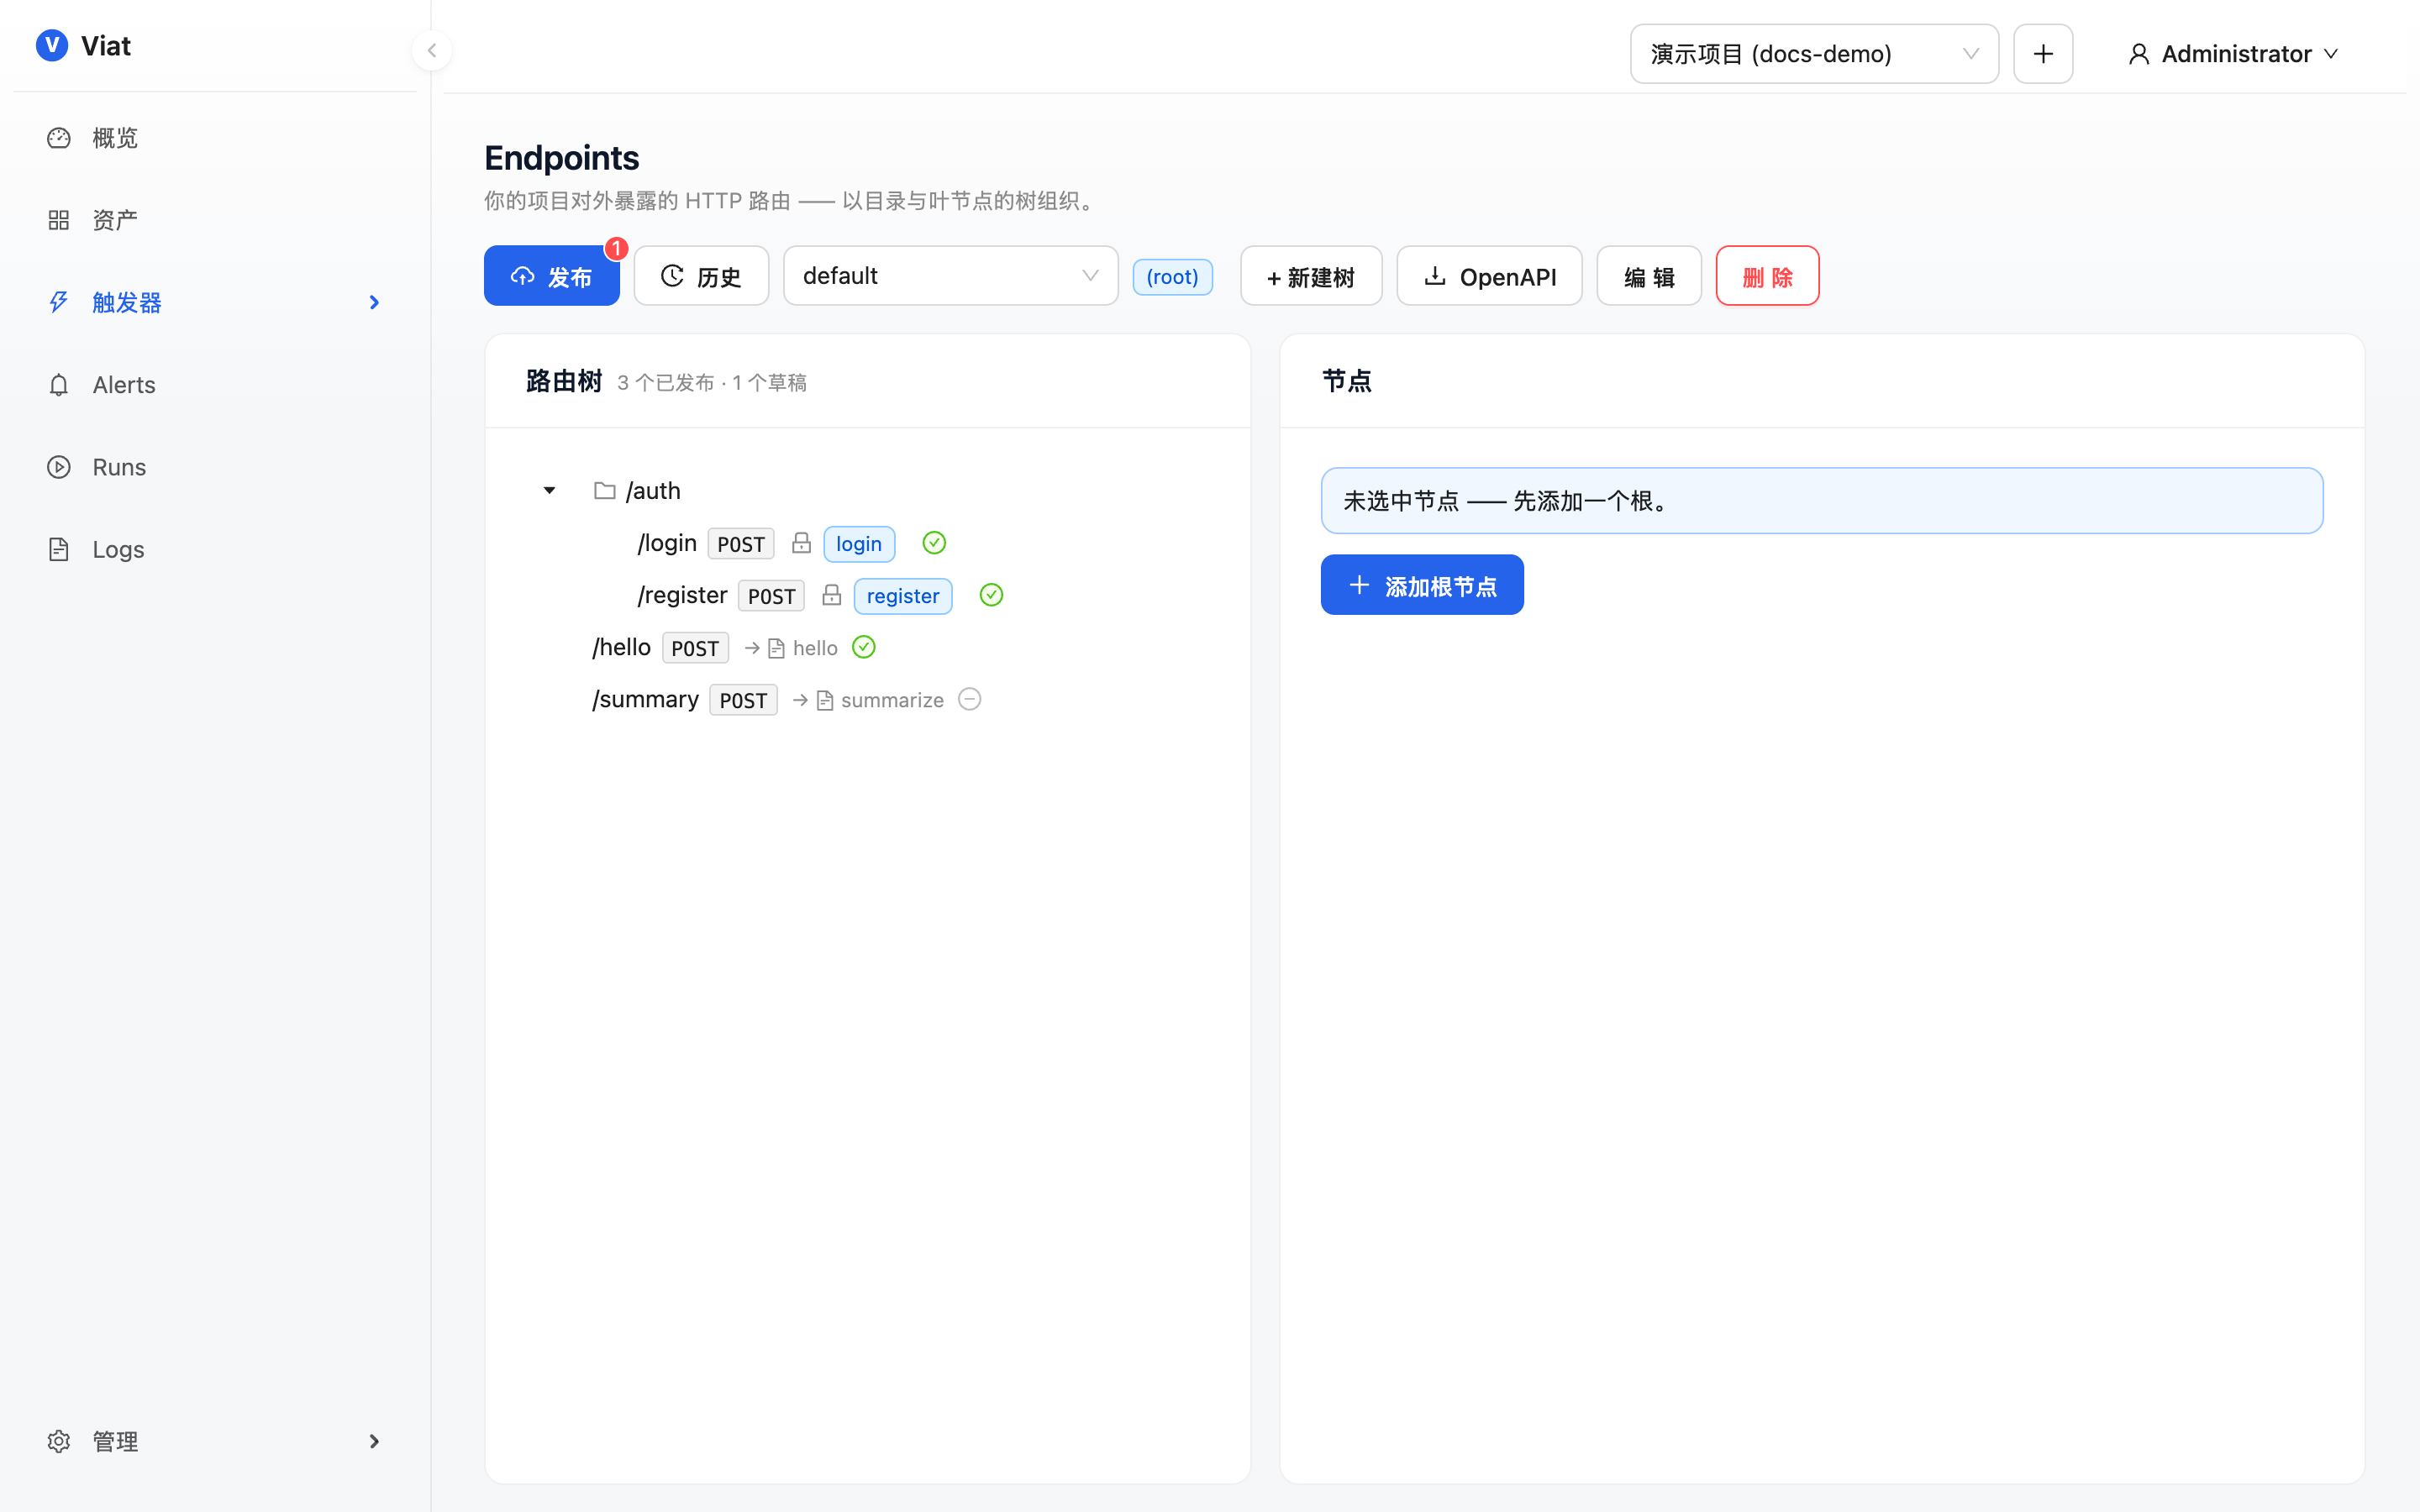 V Viat
演示项目 (docs-demo)
Administrator
概览
资产
触发器
Alerts
Runs
Logs
管理
Endpoints
你的项目对外暴露的 HTTP 路由 —— 以目录与叶节点的树组织。
发布 1 历史 default (root) + 新建树 OpenAPI 编 辑 删 除
路由树 3 个已发布 · 1 个草稿
/auth
/login POST login
/register POST register
/hello POST → hello
/summary POST → summarize
节点
未选中节点 —— 先添加一个根。
+ 添加根节点